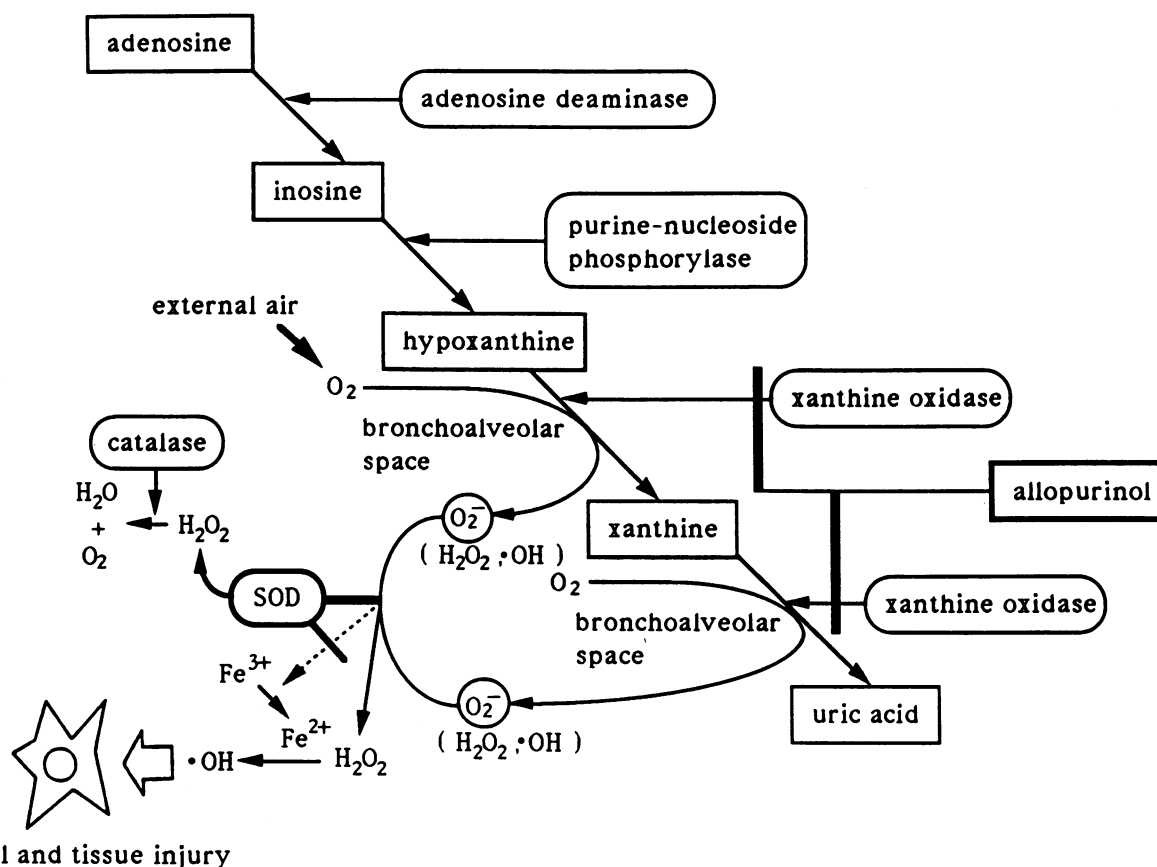 adenosine
adenosine deaminase
inosine
purine-nucleoside
phosphorylase
external air
hypoxanthine
O₂
xanthine oxidase
bronchoalveolar
space
catalase
allopurinol
H₂O
+
O₂
H₂O₂
O₂⁻
xanthine
( H₂O₂ , •OH )
O₂
SOD
xanthine oxidase
bronchoalveolar
space
Fe³⁺
O₂⁻
uric acid
Fe²⁺
( H₂O₂ , •OH )
•OH
H₂O₂
l and tissue injury